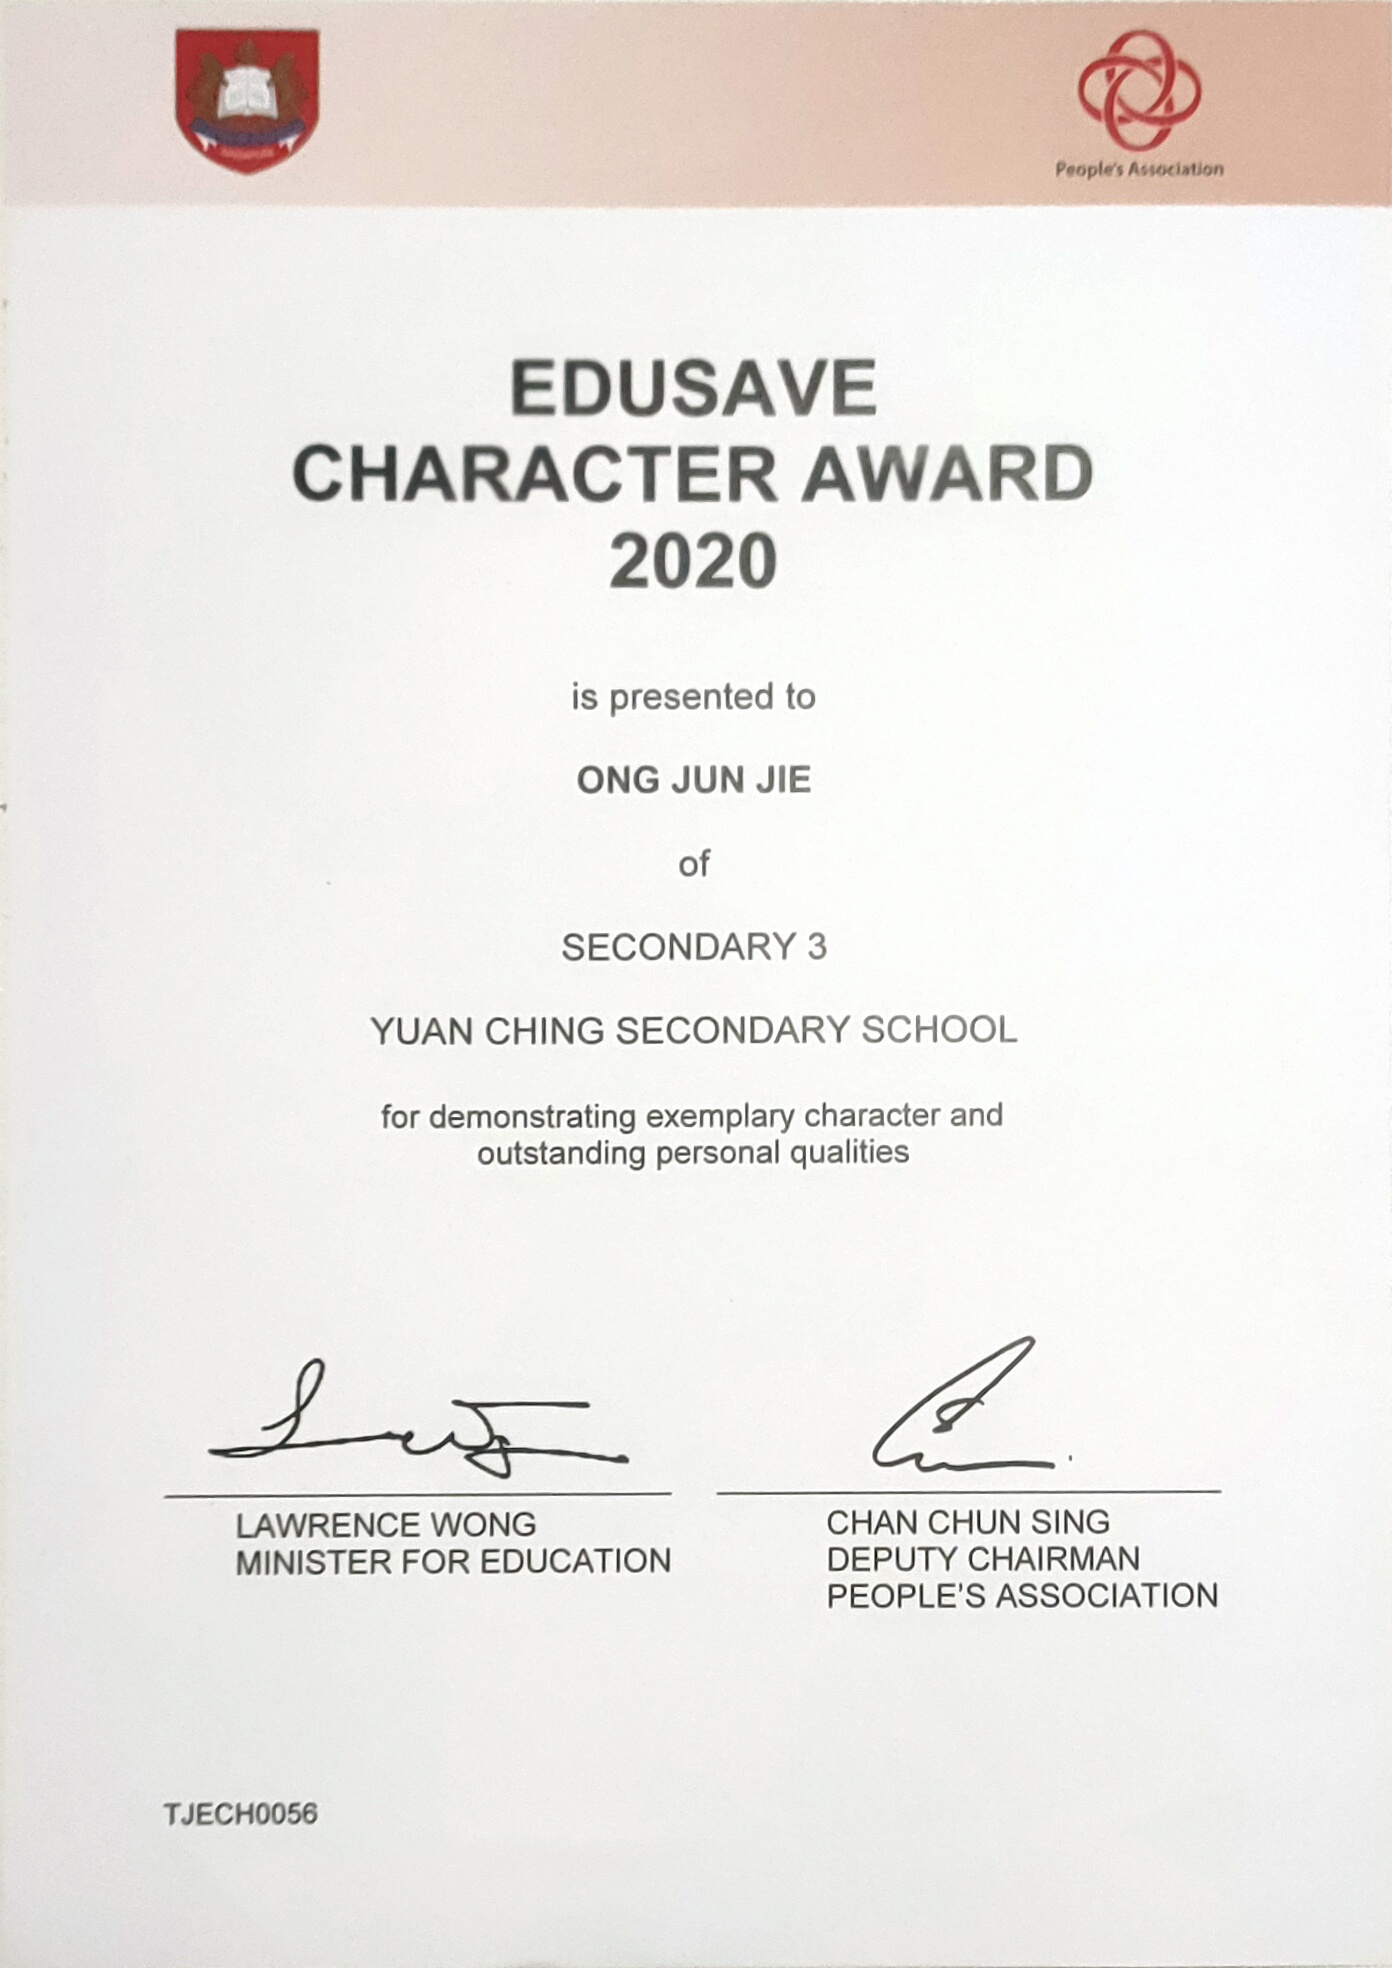 People's Association
EDUSAVE
CHARACTER AWARD
2020
is presented to
ONG JUN JIE
of
SECONDARY 3
YUAN CHING SECONDARY SCHOOL
for demonstrating exemplary character and
outstanding personal qualities
LAWRENCE WONG
MINISTER FOR EDUCATION
CHAN CHUN SING
DEPUTY CHAIRMAN
PEOPLE'S ASSOCIATION
TJECH0056